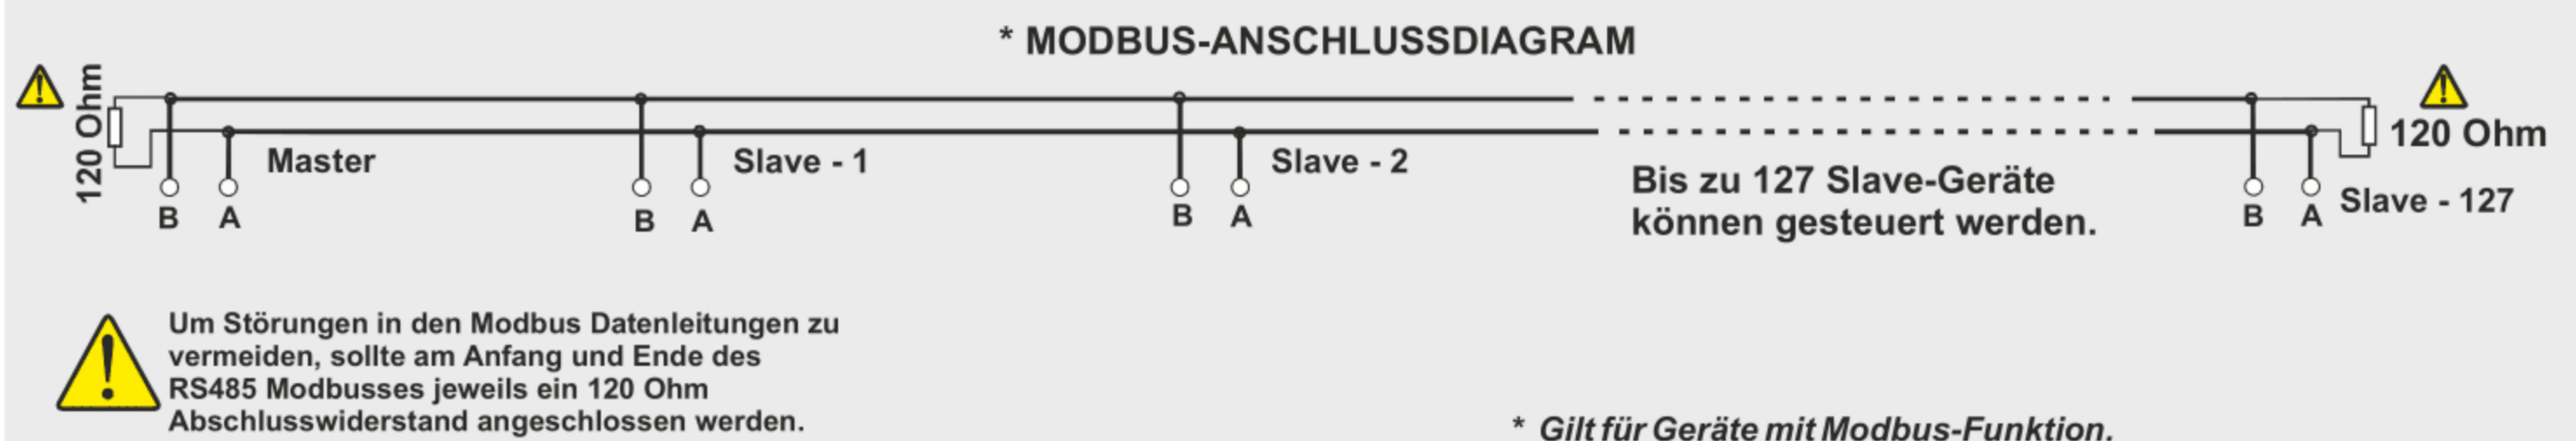 * MODBUS-ANSCHLUSSDIAGRAM
120 Ohm
B A Master
B A Slave - 1
B A Slave - 2
Bis zu 127 Slave-Geräte
können gesteuert werden.
B A Slave - 127
120 Ohm
Um Störungen in den Modbus Datenleitungen zu
vermeiden, sollte am Anfang und Ende des
RS485 Modbusses jeweils ein 120 Ohm
Abschlusswiderstand angeschlossen werden.
* Gilt für Geräte mit Modbus-Funktion.